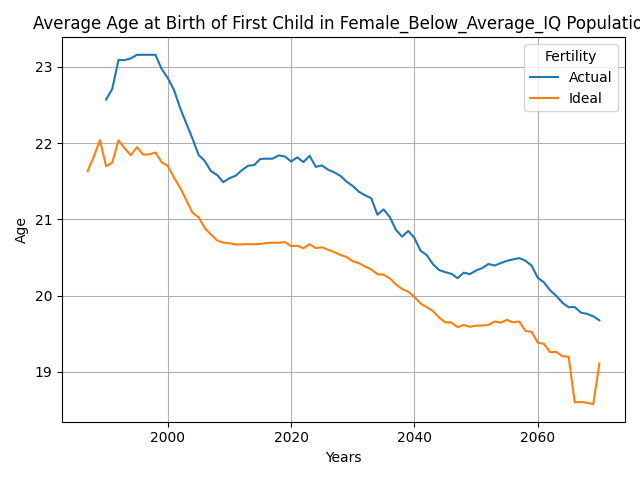 Average Age at Birth of First Child in Female_Below_Average_IQ Populatio
Fertility
Actual
Ideal
23
22
21
20
19
Age
2000
2020
2040
2060
Years